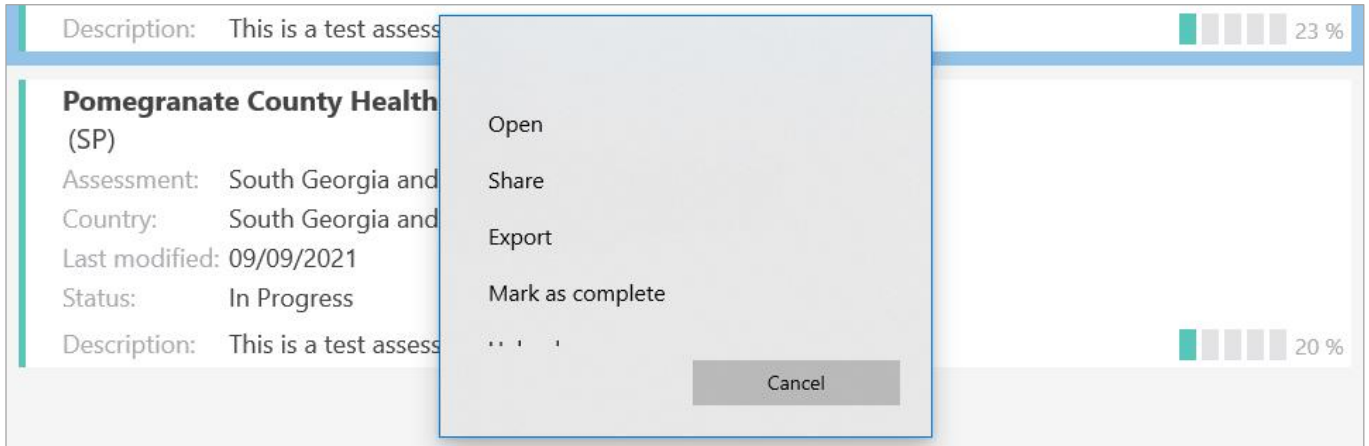 Description: This is a test assess
23 %
Pomegranate County Health
(SP)
Assessment: South Georgia and
Country: South Georgia and
Last modified: 09/09/2021
Status: In Progress
Description: This is a test assess
20 %
Open
Share
Export
Mark as complete
Cancel